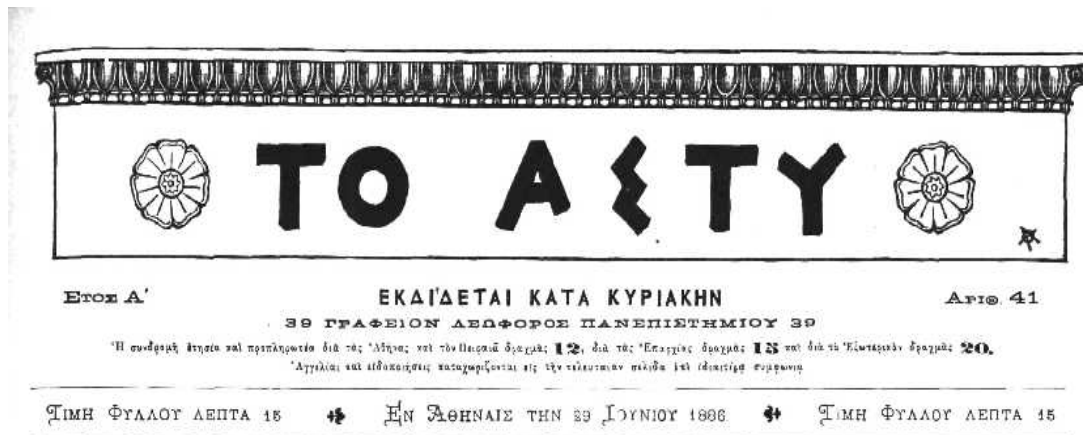 ΤΟ ΑΣΤΥ
ΕΤΟΣ Α΄ ΕΚΔΙΔΕΤΑΙ ΚΑΤΑ ΚΥΡΙΑΚΗΝ ΑΡΙΘ. 41
39 ΓΡΑΦΕΙΟΝ ΛΕΩΦΟΡΟΣ ΠΑΝΕΠΙΣΤΗΜΙΟΥ 39
Ἡ συνδρομὴ ἐτησία καὶ προπληρωτέα διὰ τὰς Ἀθήνας καὶ τὸν Πειραιᾶ δραχμὰς 12, διὰ τὰς Ἐπαρχίας δραχμὰς 15 καὶ διὰ τὸ Ἐξωτερικὸν δραχμὰς 20.
Ἀγγελίαι καὶ εἰδοποιήσεις καταχωρίζονται εἰς τὴν τελευταίαν σελίδα ἐπὶ ἰδιαιτέρᾳ συμφωνίᾳ
ΤΙΜΗ ΦΥΛΛΟΥ ΛΕΠΤΑ 15 ΕΝ ΑΘΗΝΑΙΣ ΤΗΝ 29 ΙΟΥΝΙΟΥ 1886 ΤΙΜΗ ΦΥΛΛΟΥ ΛΕΠΤΑ 15